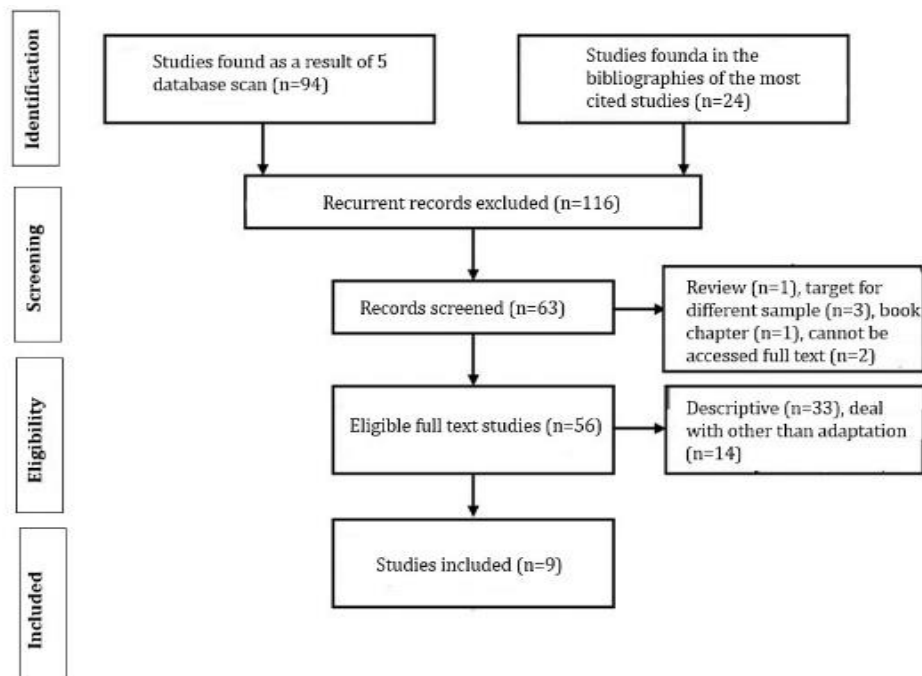 Identification
Studies found as a result of 5
database scan (n=94)
Studies founda in the
bibliographies of the most
cited studies (n=24)
Screening
Recurrent records excluded (n=116)
Records screened (n=63)
Review (n=1), target for
different sample (n=3), book
chapter (n=1), cannot be
accessed full text (n=2)
Eligibility
Eligible full text studies (n=56)
Descriptive (n=33), deal
with other than adaptation
(n=14)
Included
Studies included (n=9)